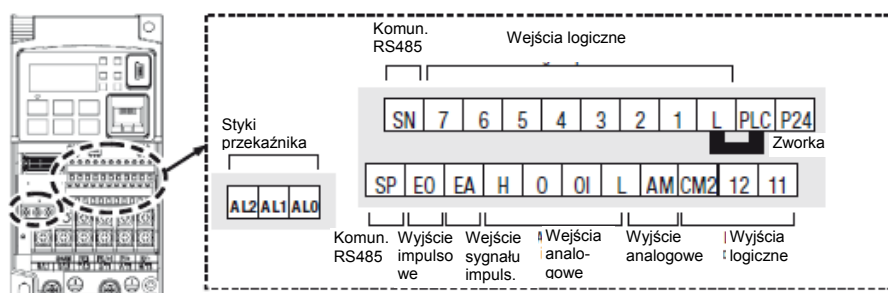 Komun.
RS485
Wejścia logiczne
SN 7 6 5 4 3 2 1 L PLC P24
Styki
przekaźnika
Zworka
AL2 AL1 AL0
SP EO EA H O OI L AM CM2 12 11
Komun.
RS485
Wyjście
impulso
we
Wejście
sygnału
impuls.
Wejścia
analo-
gowe
Wyjście
analogowe
Wyjścia
logiczne